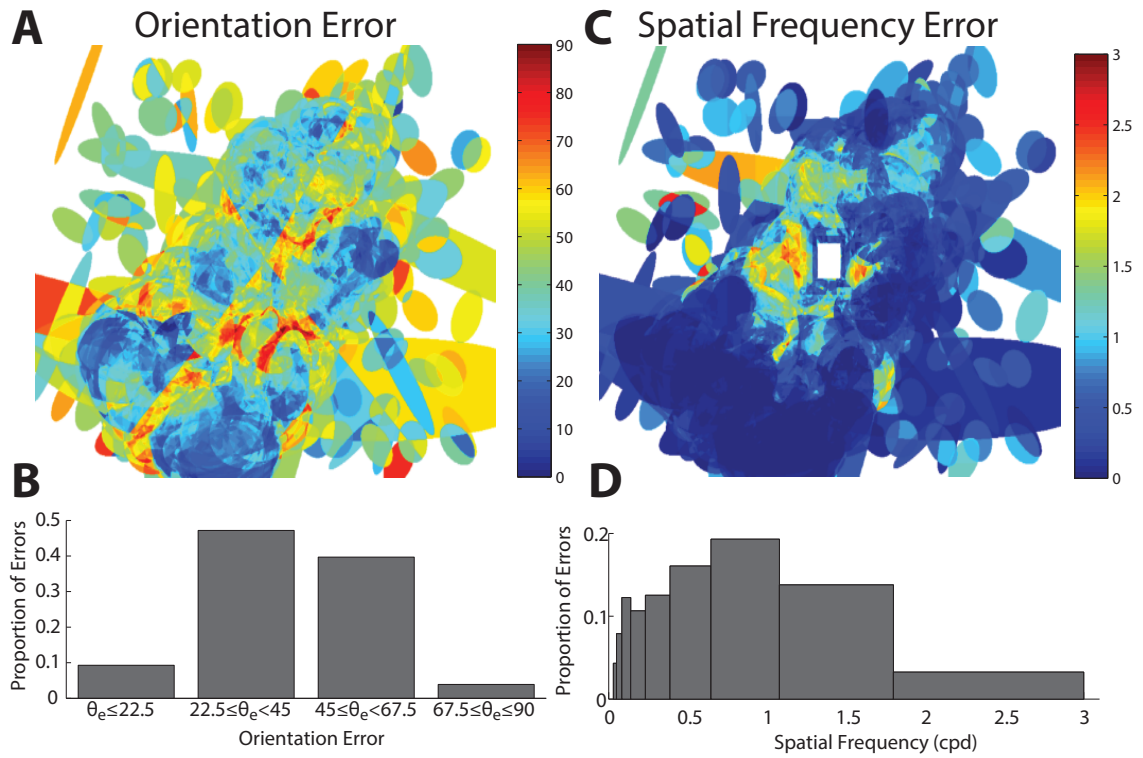 A Orientation Error
90
80
70
60
50
40
30
20
10
0
C Spatial Frequency Error
3
2.5
2
1.5
1
0.5
0
B
Proportion of Errors
0.5
0.4
0.3
0.2
0.1
0
θe≤22.5 22.5≤θe<45 45≤θe<67.5 67.5≤θe≤90
Orientation Error
D
Proportion of Errors
0.2
0.1
0
0 0.5 1 1.5 2 2.5 3
Spatial Frequency (cpd)